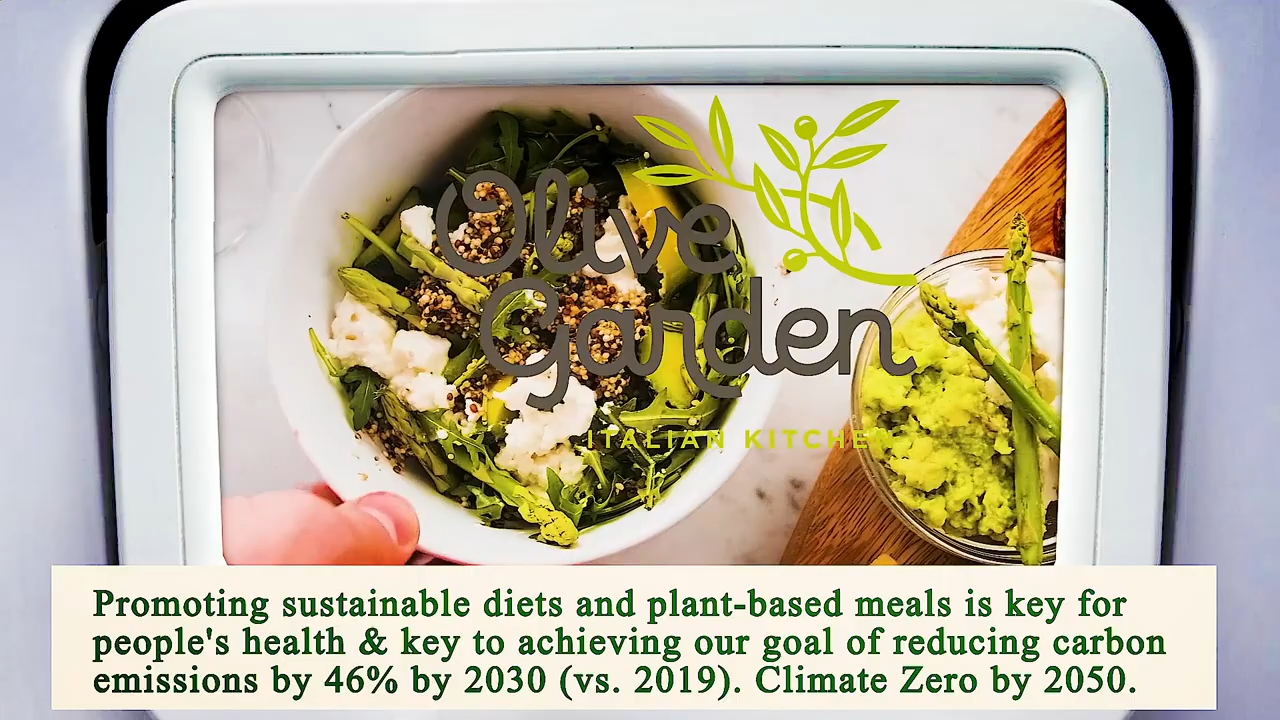 Olive
Garden
ITALIAN KITCHEN
Promoting sustainable diets and plant-based meals is key for
people's health & key to achieving our goal of reducing carbon
emissions by 46% by 2030 (vs. 2019). Climate Zero by 2050.